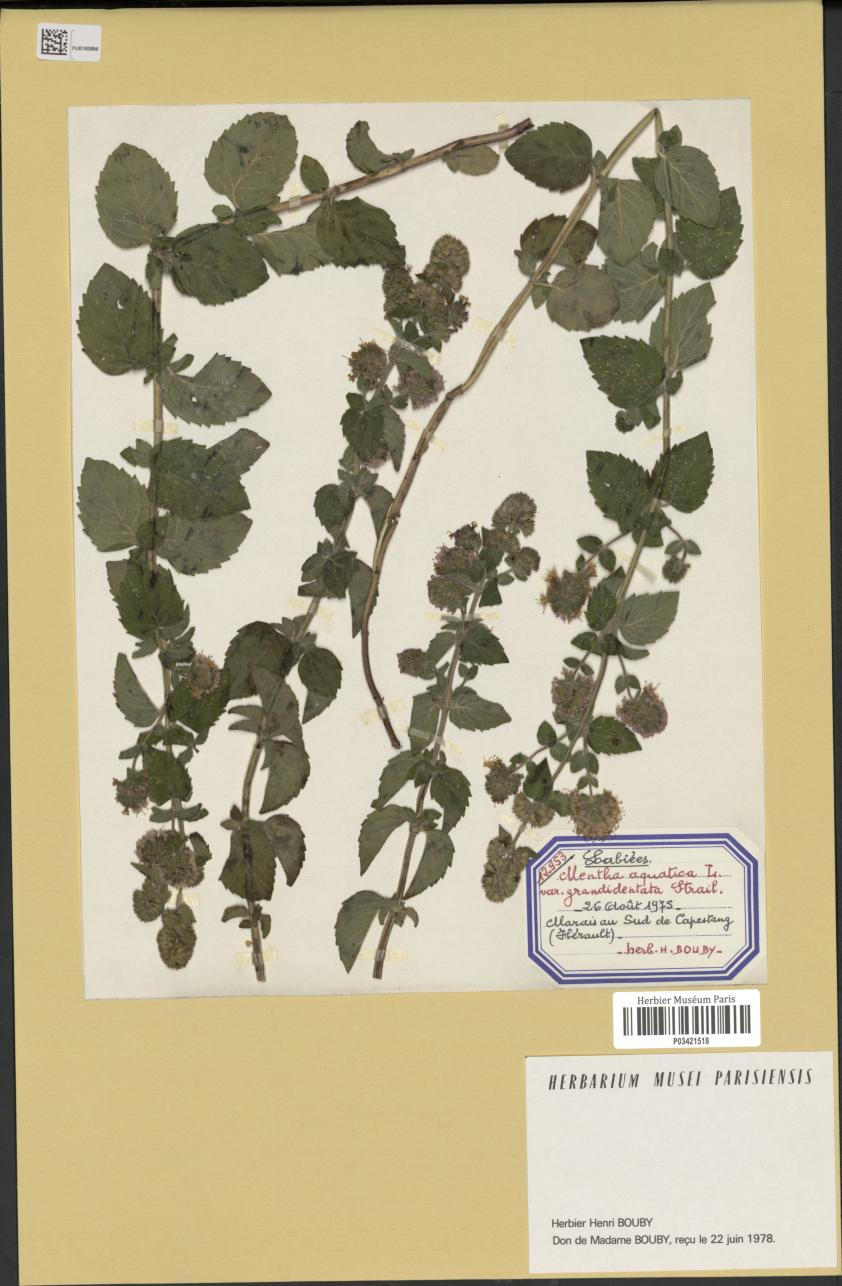 12953
Labiées.
Mentha aquatica L.
var. grandidentata Strail.
26 Août 1975
Marais au Sud de Capestang
(Hérault)
herb. H. BOUBY
Herbier Muséum Paris
P03421518
HERBARIUM MUSEI PARISIENSIS
Herbier Henri BOUBY
Don de Madame BOUBY, reçu le 22 juin 1978.